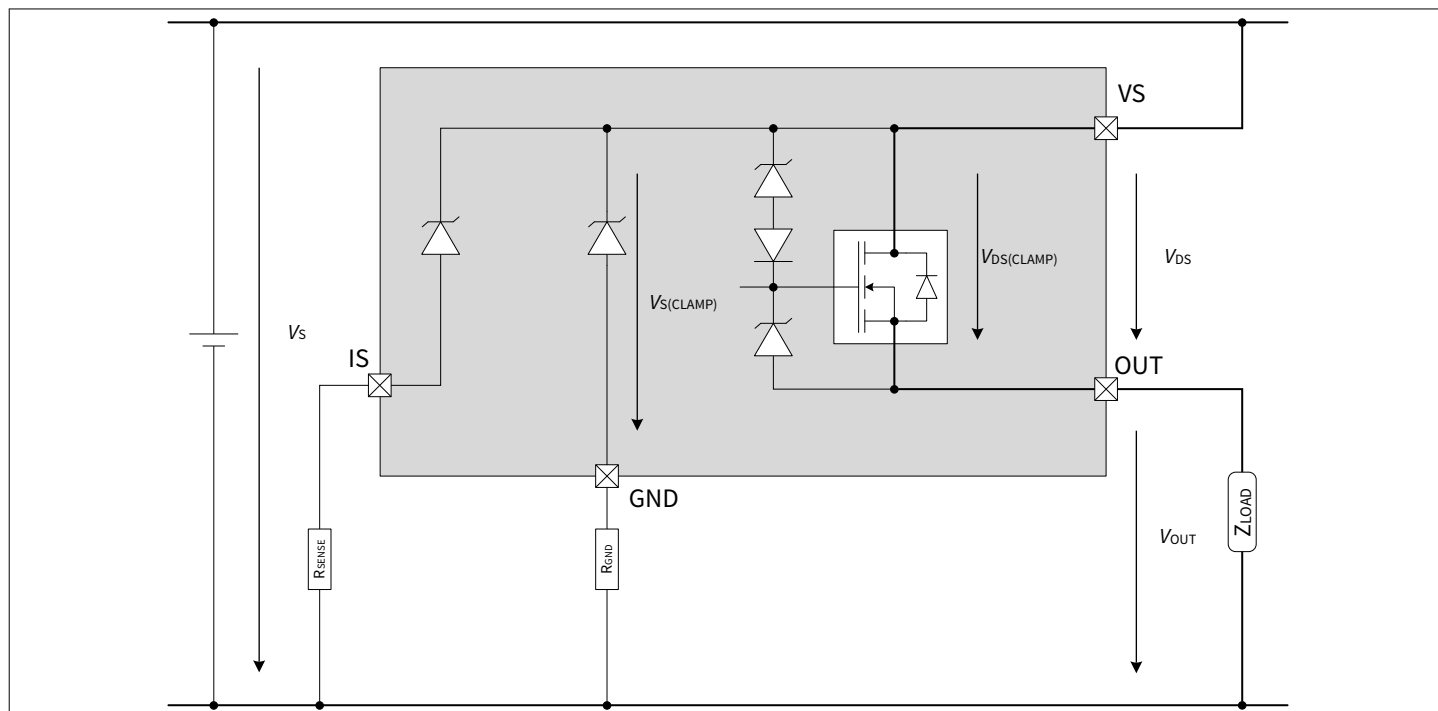 VS
VDS(CLAMP)
VDS
VS(CLAMP)
VS
IS
OUT
GND
ZLOAD
RSENSE
RGND
VOUT